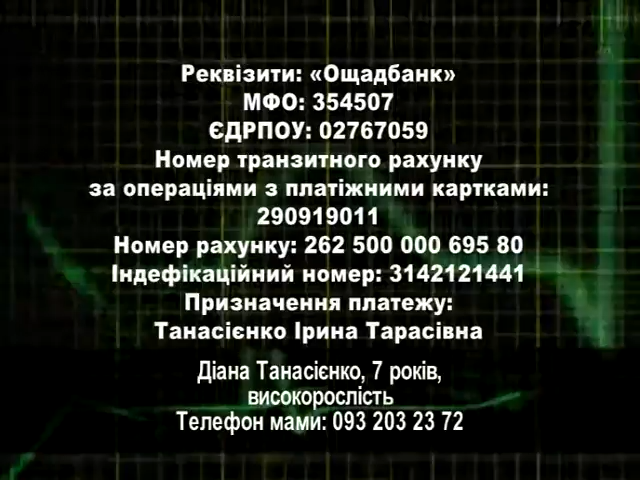 Реквізити: «Ощадбанк»
МФО: 354507
ЄДРПОУ: 02767059
Номер транзитного рахунку
за операціями з платіжними картками:
290919011
Номер рахунку: 262 500 000 695 80
Індефікаційний номер: 3142121441
Призначення платежу:
Танасієнко Ірина Тарасівна
Діана Танасієнко, 7 років,
високорослість
Телефон мами: 093 203 23 72